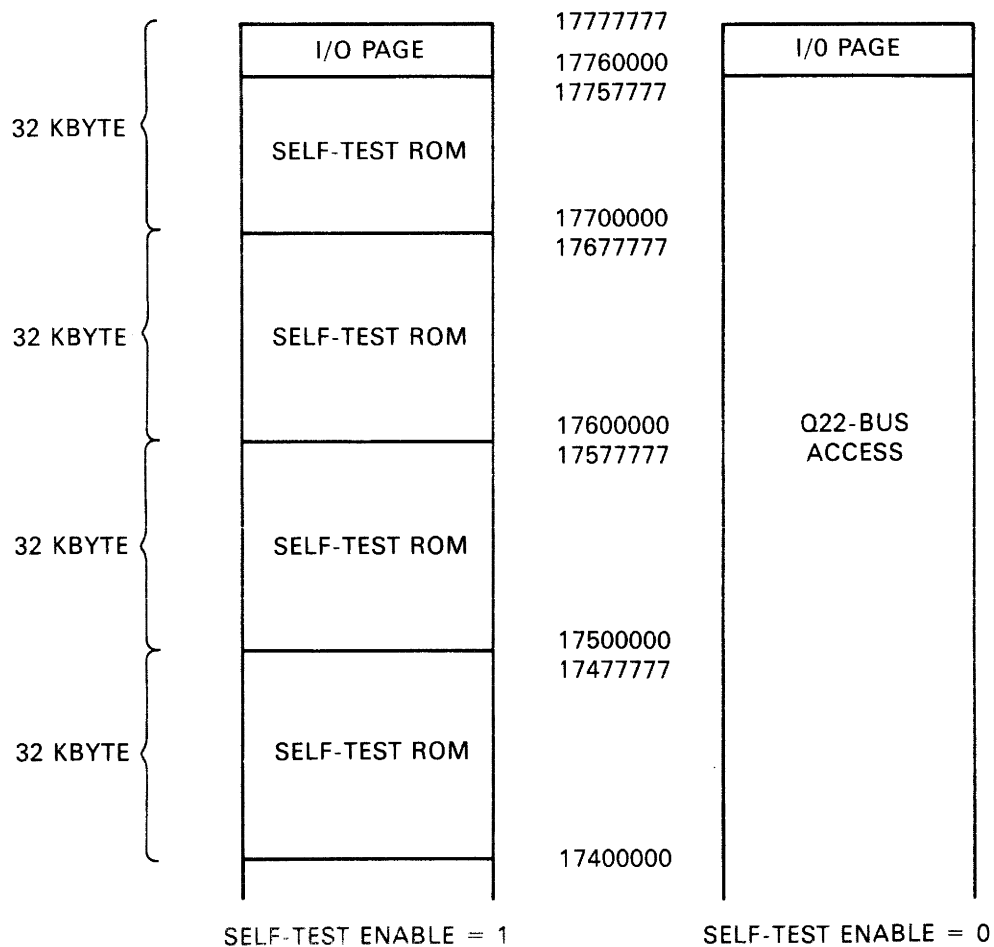 17777777
I/O PAGE
I/0 PAGE
17760000
17757777
32 KBYTE
SELF-TEST ROM
17700000
17677777
32 KBYTE
SELF-TEST ROM
17600000
17577777
Q22-BUS
ACCESS
32 KBYTE
SELF-TEST ROM
17500000
17477777
32 KBYTE
SELF-TEST ROM
17400000
SELF-TEST ENABLE = 1
SELF-TEST ENABLE = 0